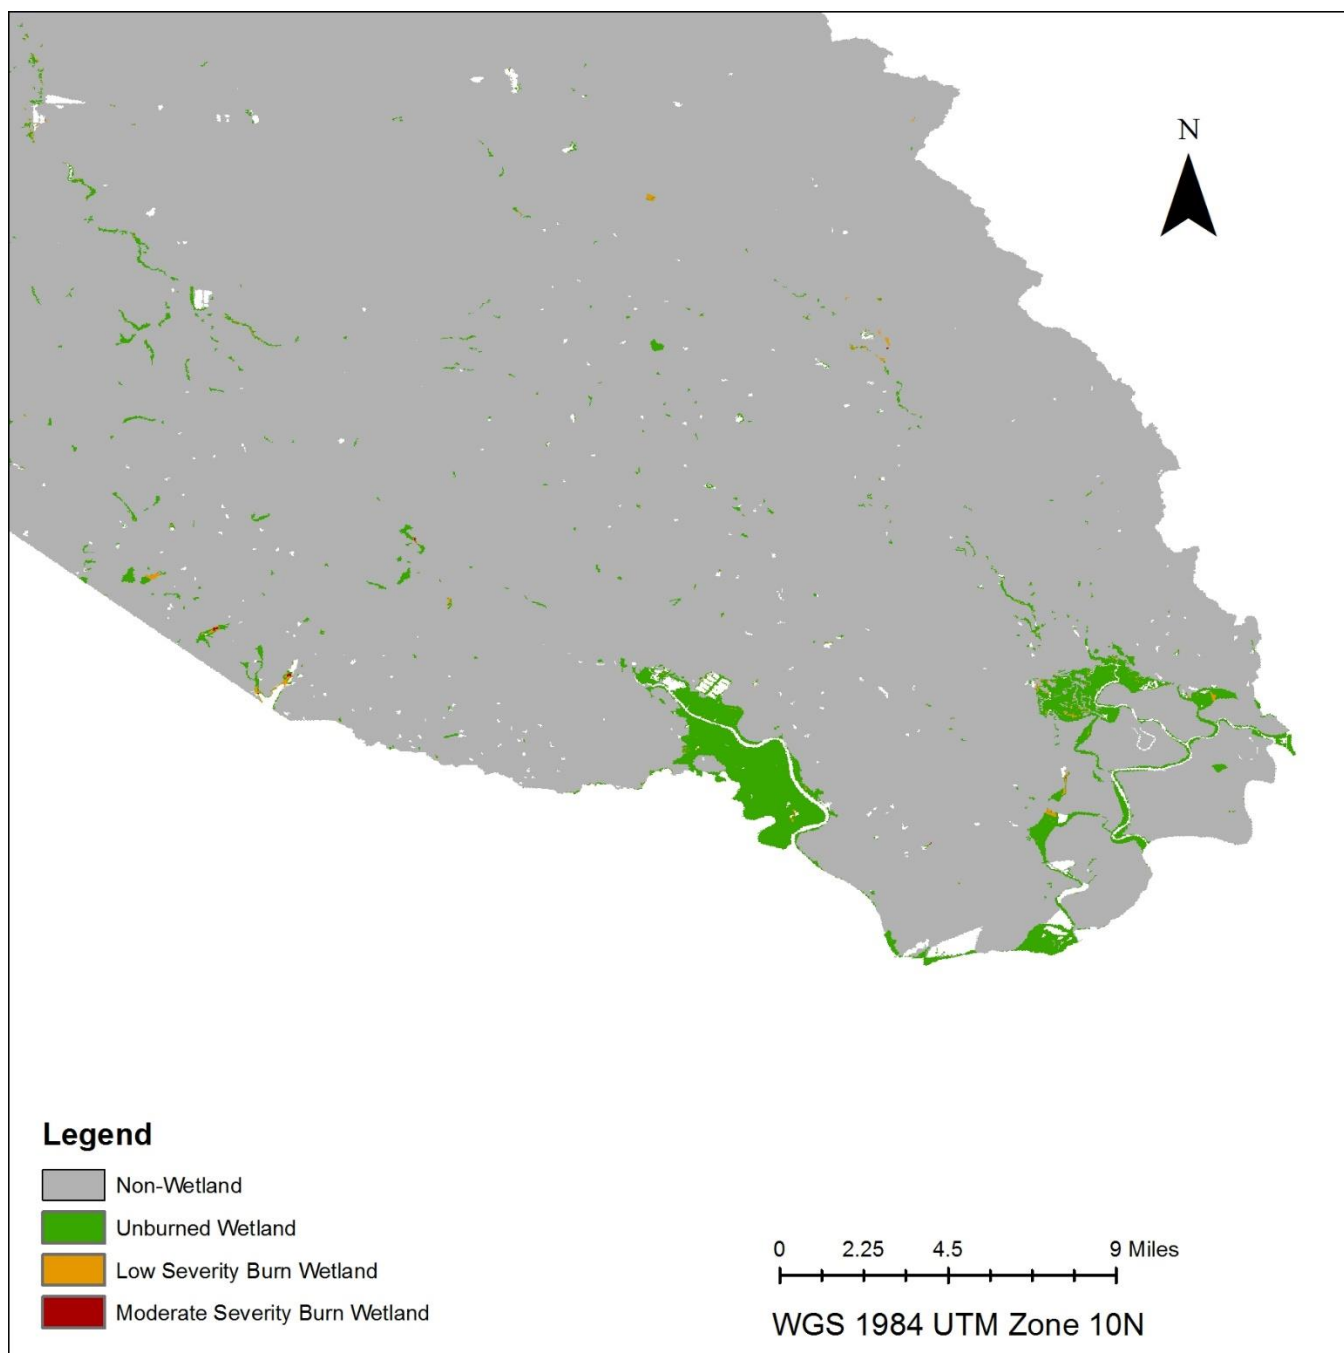 N
Legend
Non-Wetland
Unburned Wetland
Low Severity Burn Wetland
Moderate Severity Burn Wetland
0 2.25 4.5 9 Miles
WGS 1984 UTM Zone 10N